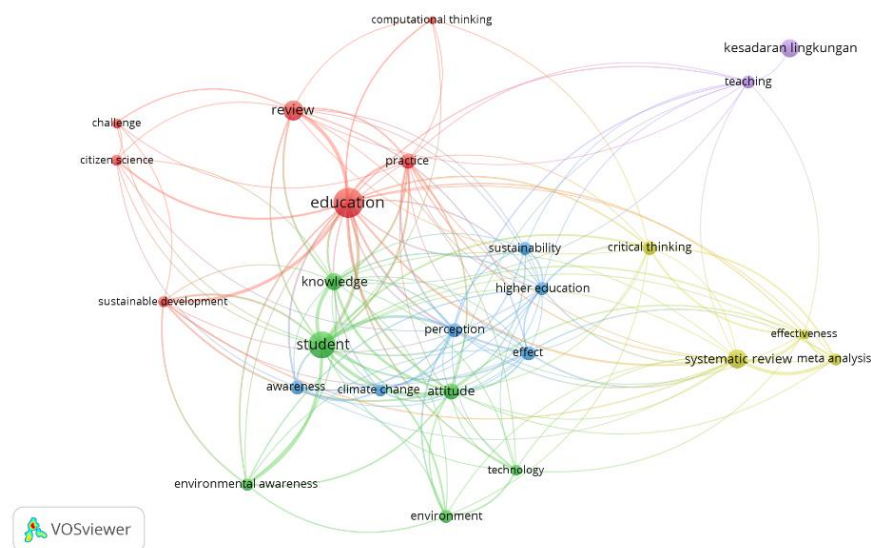 computational thinking
kesadaran lingkungan
teaching
review
challenge
citizen science
practice
education
sustainability
critical thinking
knowledge
higher education
sustainable development
perception
effectiveness
student
effect
systematic review
meta analysis
awareness
climate change
attitude
technology
environmental awareness
environment
VOSviewer